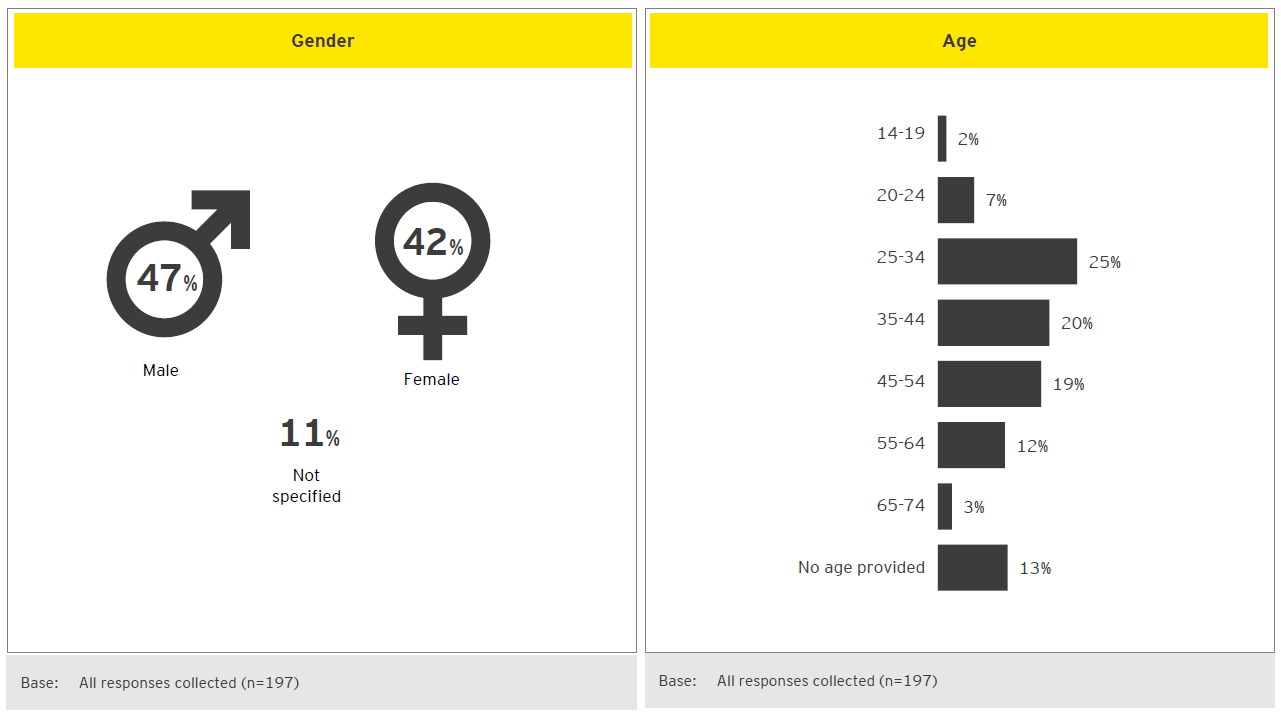 Gender
47%
Male
42%
Female
11%
Not
specified
Base: All responses collected (n=197)
Age
14-19 2%
20-24 7%
25-34 25%
35-44 20%
45-54 19%
55-64 12%
65-74 3%
No age provided 13%
Base: All responses collected (n=197)